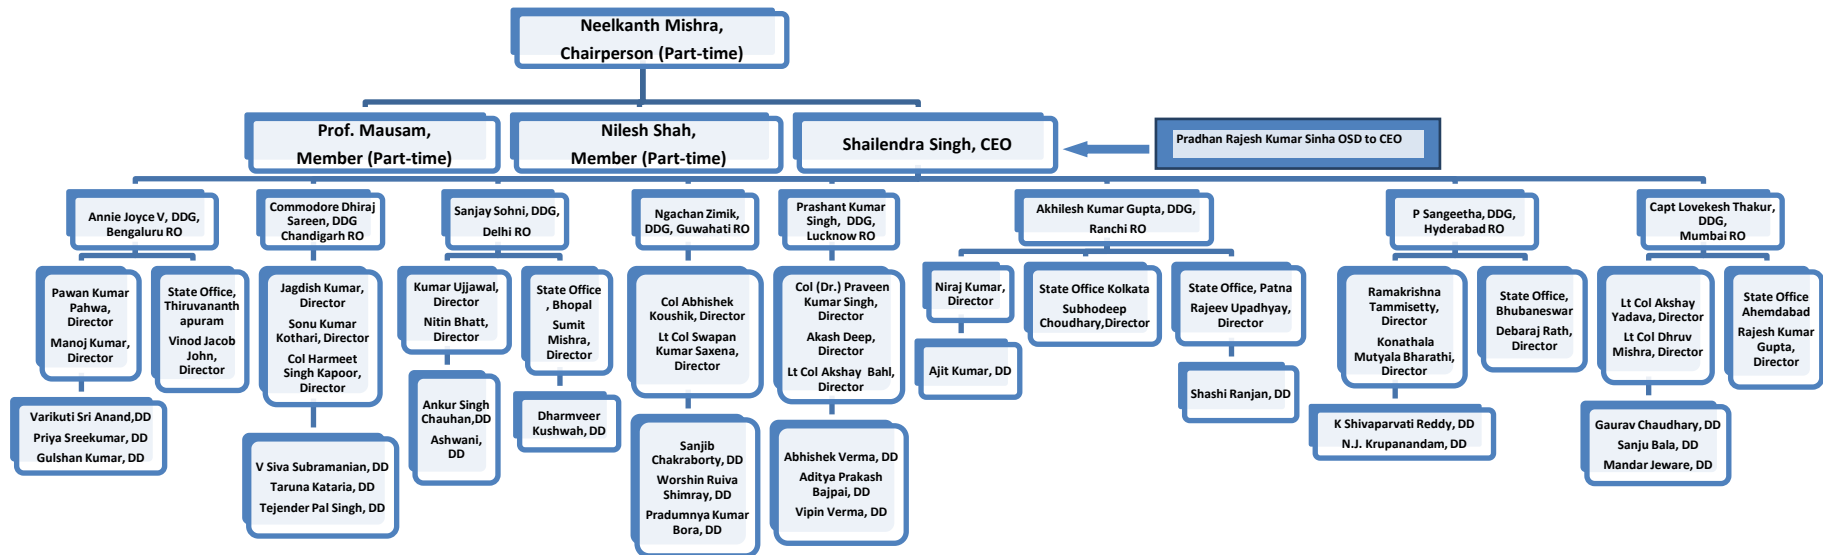 Neelkanth Mishra,
Chairperson (Part-time)
Prof. Mausam,
Member (Part-time)
Nilesh Shah,
Member (Part-time)
Shailendra Singh, CEO
Pradhan Rajesh Kumar Sinha OSD to CEO
Annie Joyce V, DDG,
Bengaluru RO
Commodore Dhiraj
Sareen, DDG
Chandigarh RO
Sanjay Sohni, DDG,
Delhi RO
Ngachan Zimik,
DDG, Guwahati RO
Prashant Kumar
Singh, DDG,
Lucknow RO
Akhilesh Kumar Gupta, DDG,
Ranchi RO
P Sangeetha, DDG,
Hyderabad RO
Capt Lovekesh Thakur,
DDG,
Mumbai RO
Pawan Kumar
Pahwa,
Director
Manoj Kumar,
Director
State Office,
Thiruvananth
apuram
Vinod Jacob
John,
Director
Jagdish Kumar,
Director
Sonu Kumar
Kothari, Director
Col Harmeet
Singh Kapoor,
Director
Kumar Ujjawal,
Director
Nitin Bhatt,
Director
State Office
, Bhopal
Sumit
Mishra,
Director
Col Abhishek
Koushik, Director
Lt Col Swapan
Kumar Saxena,
Director
Col (Dr.) Praveen
Kumar Singh,
Director
Akash Deep,
Director
Lt Col Akshay Bahl,
Director
Niraj Kumar,
Director
State Office Kolkata
Subhodeep
Choudhary,Director
State Office, Patna
Rajeev Upadhyay,
Director
Ramakrishna
Tammisetty,
Director
Konathala
Mutyala Bharathi,
Director
State Office,
Bhubaneswar
Debaraj Rath,
Director
Lt Col Akshay
Yadava, Director
Lt Col Dhruv
Mishra, Director
State Office
Ahemdabad
Rajesh Kumar
Gupta,
Director
Varikuti Sri Anand,DD
Priya Sreekumar, DD
Gulshan Kumar, DD
V Siva Subramanian, DD
Taruna Kataria, DD
Tejender Pal Singh, DD
Ankur Singh
Chauhan,DD
Ashwani,
DD
Dharmveer
Kushwah, DD
Sanjib
Chakraborty, DD
Worshin Ruiva
Shimray, DD
Pradumnya Kumar
Bora, DD
Abhishek Verma, DD
Aditya Prakash
Bajpai, DD
Vipin Verma, DD
Ajit Kumar, DD
Shashi Ranjan, DD
K Shivaparvati Reddy, DD
N.J. Krupanandam, DD
Gaurav Chaudhary, DD
Sanju Bala, DD
Mandar Jeware, DD